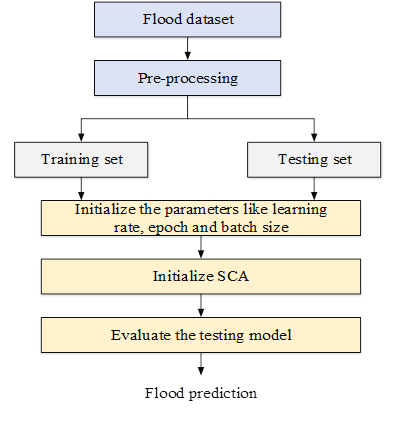 Flood dataset
Pre-processing
Training set
Testing set
Initialize the parameters like learning
rate, epoch and batch size
Initialize SCA
Evaluate the testing model
Flood prediction